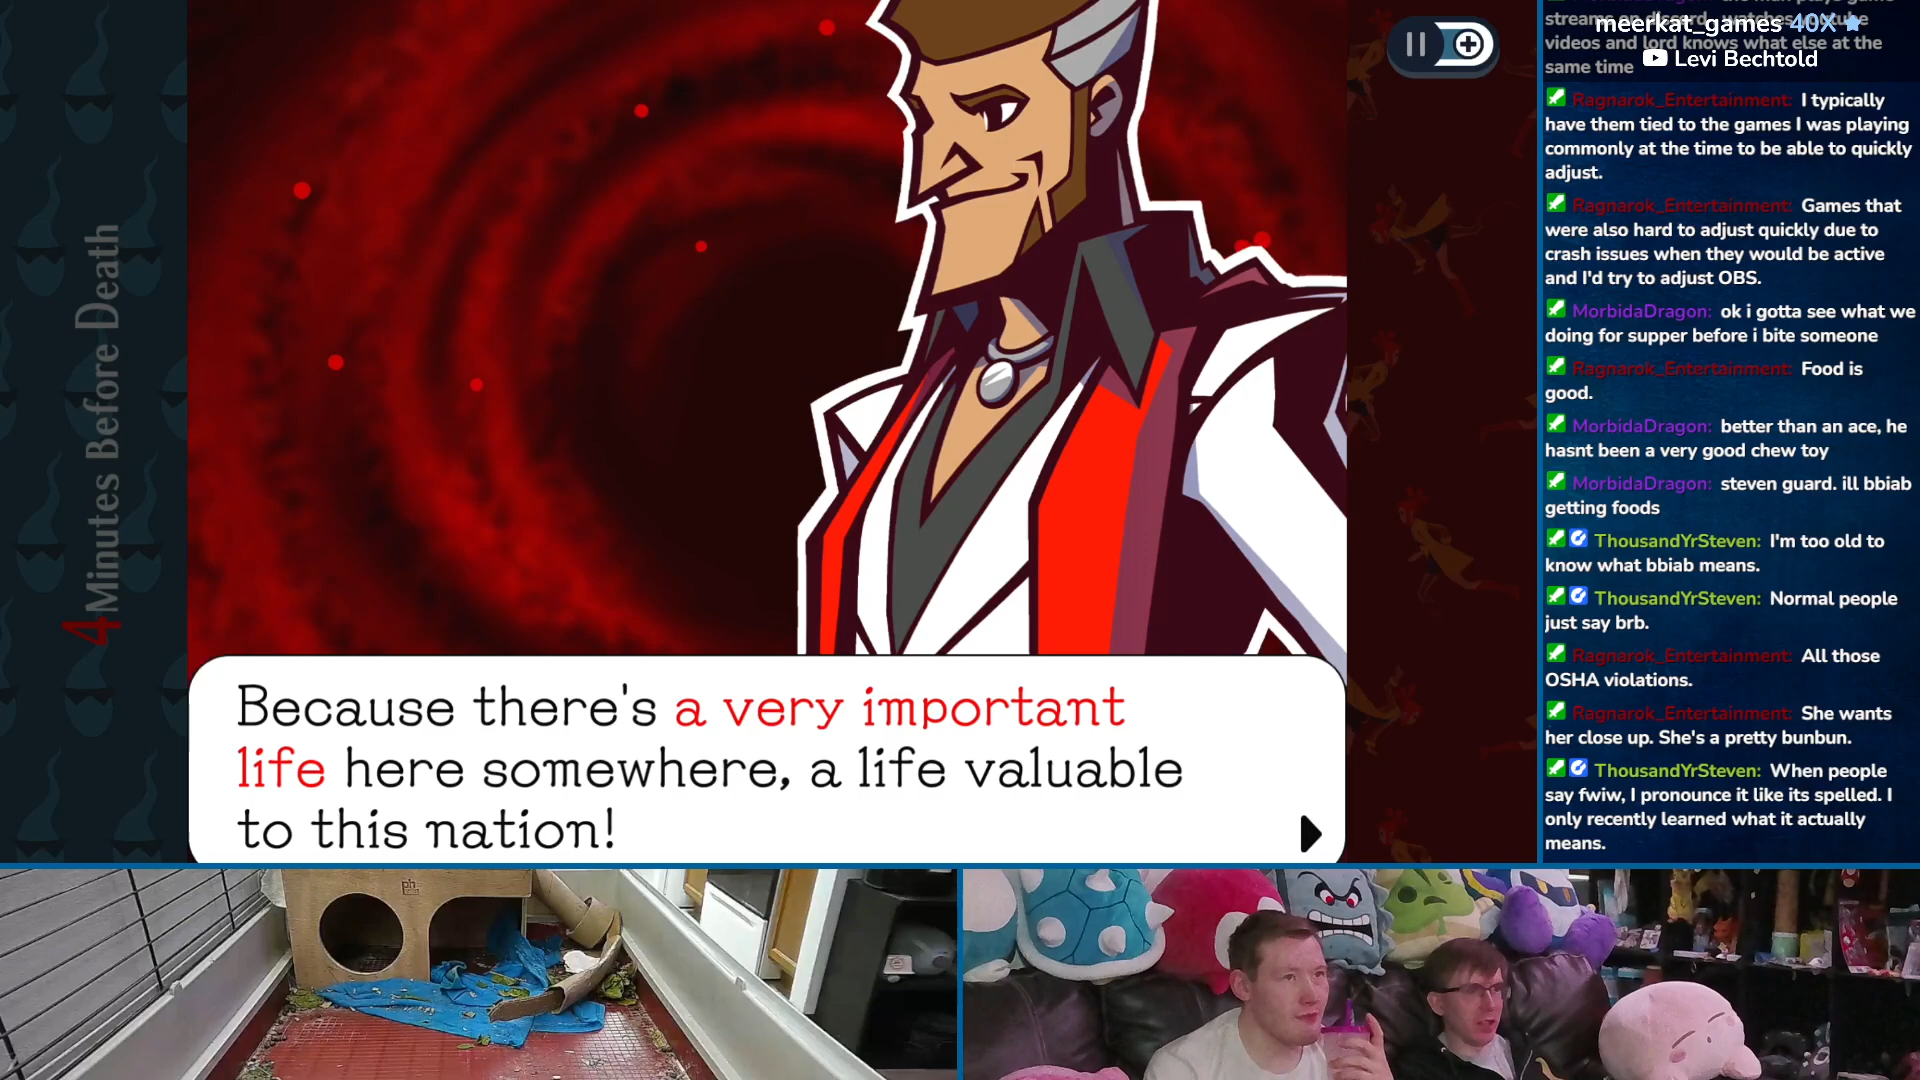 4 Minutes Before Death
Because there's a very important
life here somewhere, a life valuable
to this nation!
meerkat_games 40X
Levi Bechtold
videos and lord knows what else at the
same time
Ragnarok_Entertainment: I typically
have them tied to the games I was playing
commonly at the time to be able to quickly
adjust.
Ragnarok_Entertainment: Games that
were also hard to adjust quickly due to
crash issues when they would be active
and I'd try to adjust OBS.
MorbidaDragon: ok i gotta see what we
doing for supper before i bite someone
Ragnarok_Entertainment: Food is
good.
MorbidaDragon: better than an ace, he
hasnt been a very good chew toy
MorbidaDragon: steven guard. ill bbiab
getting foods
ThousandYrSteven: I'm too old to
know what bbiab means.
ThousandYrSteven: Normal people
just say brb.
Ragnarok_Entertainment: All those
OSHA violations.
Ragnarok_Entertainment: She wants
her close up. She's a pretty bunbun.
ThousandYrSteven: When people
say fwiw, I pronounce it like its spelled. I
only recently learned what it actually
means.
ph